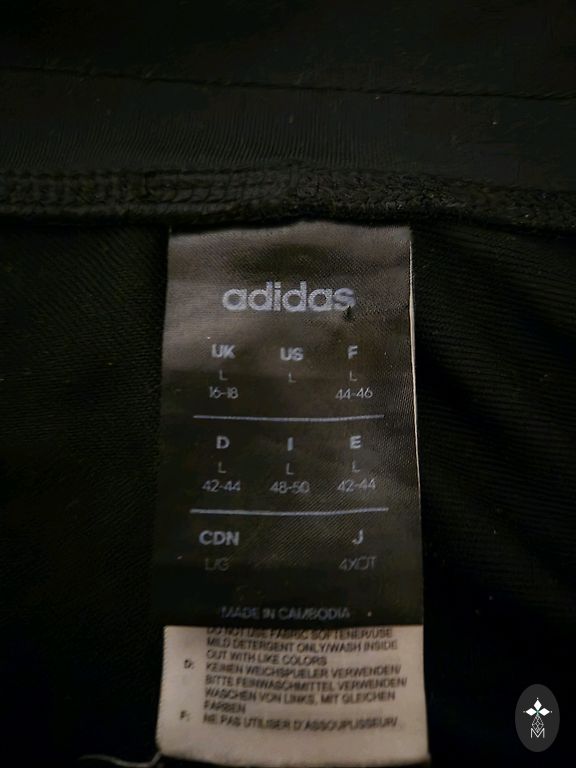 adidas
UK US F
L L L
16-18 44-46
D I E
L L L
42-44 48-50 42-44
CDN J
L/G 4XOT
MADE IN CAMBODIA
DO NOT USE FABRIC SOFTENER/USE
MILD DETERGENT ONLY/WASH INSIDE
OUT WITH LIKE COLORS
D: KEINEN WEICHSPUELER VERWENDEN/
BITTE FEINWASCHMITTEL VERWENDEN/
WASCHEN VON LINKS, MIT GLEICHEN
FARBEN
F: NE PAS UTILISER D'ASSOUPLISSEUR/
M